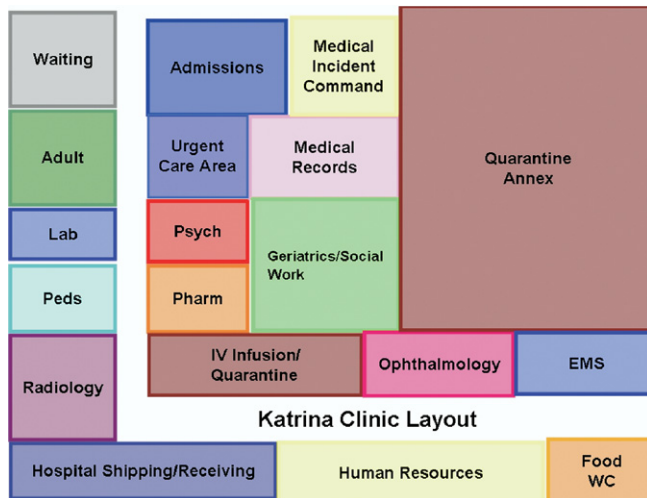 Waiting
Admissions
Medical
Incident
Command
Adult
Urgent
Care Area
Medical
Records
Quarantine
Annex
Lab
Psych
Geriatrics/Social
Work
Peds
Pharm
Radiology
IV Infusion/
Quarantine
Ophthalmology
EMS
Katrina Clinic Layout
Hospital Shipping/Receiving
Human Resources
Food
WC